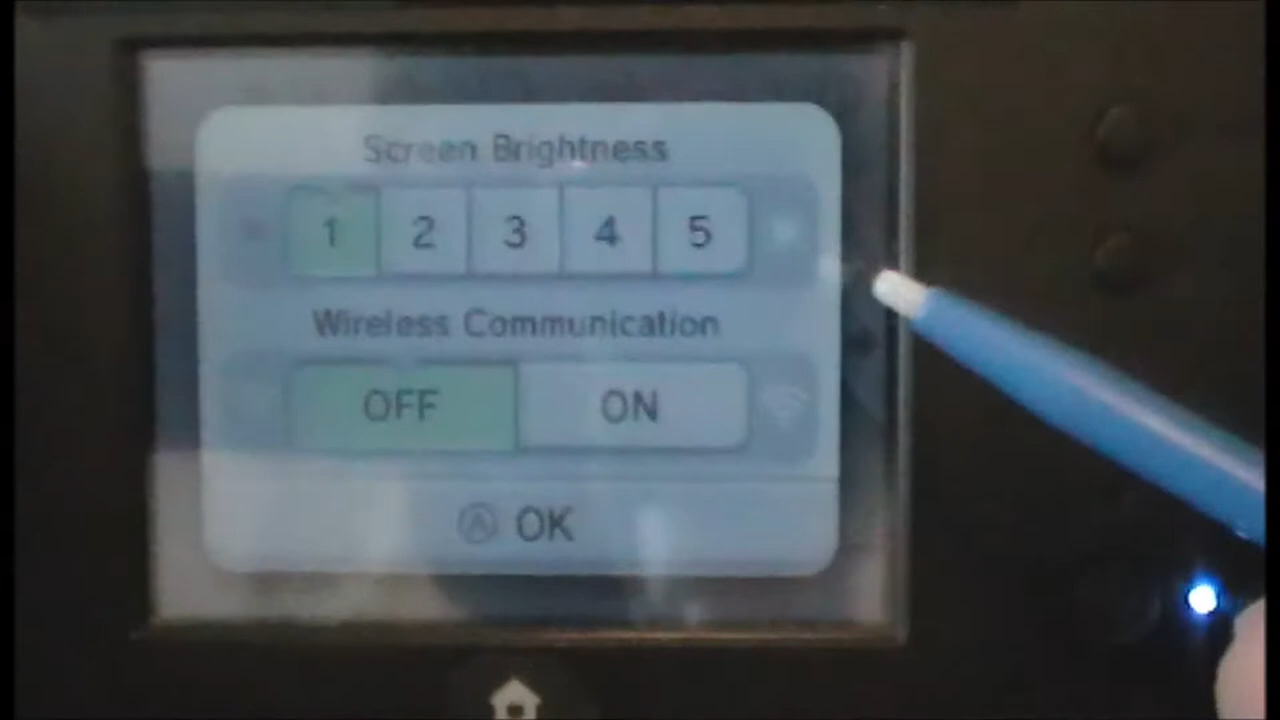 Screen Brightness
1 2 3 4 5
Wireless Communication
OFF ON
Ⓐ OK